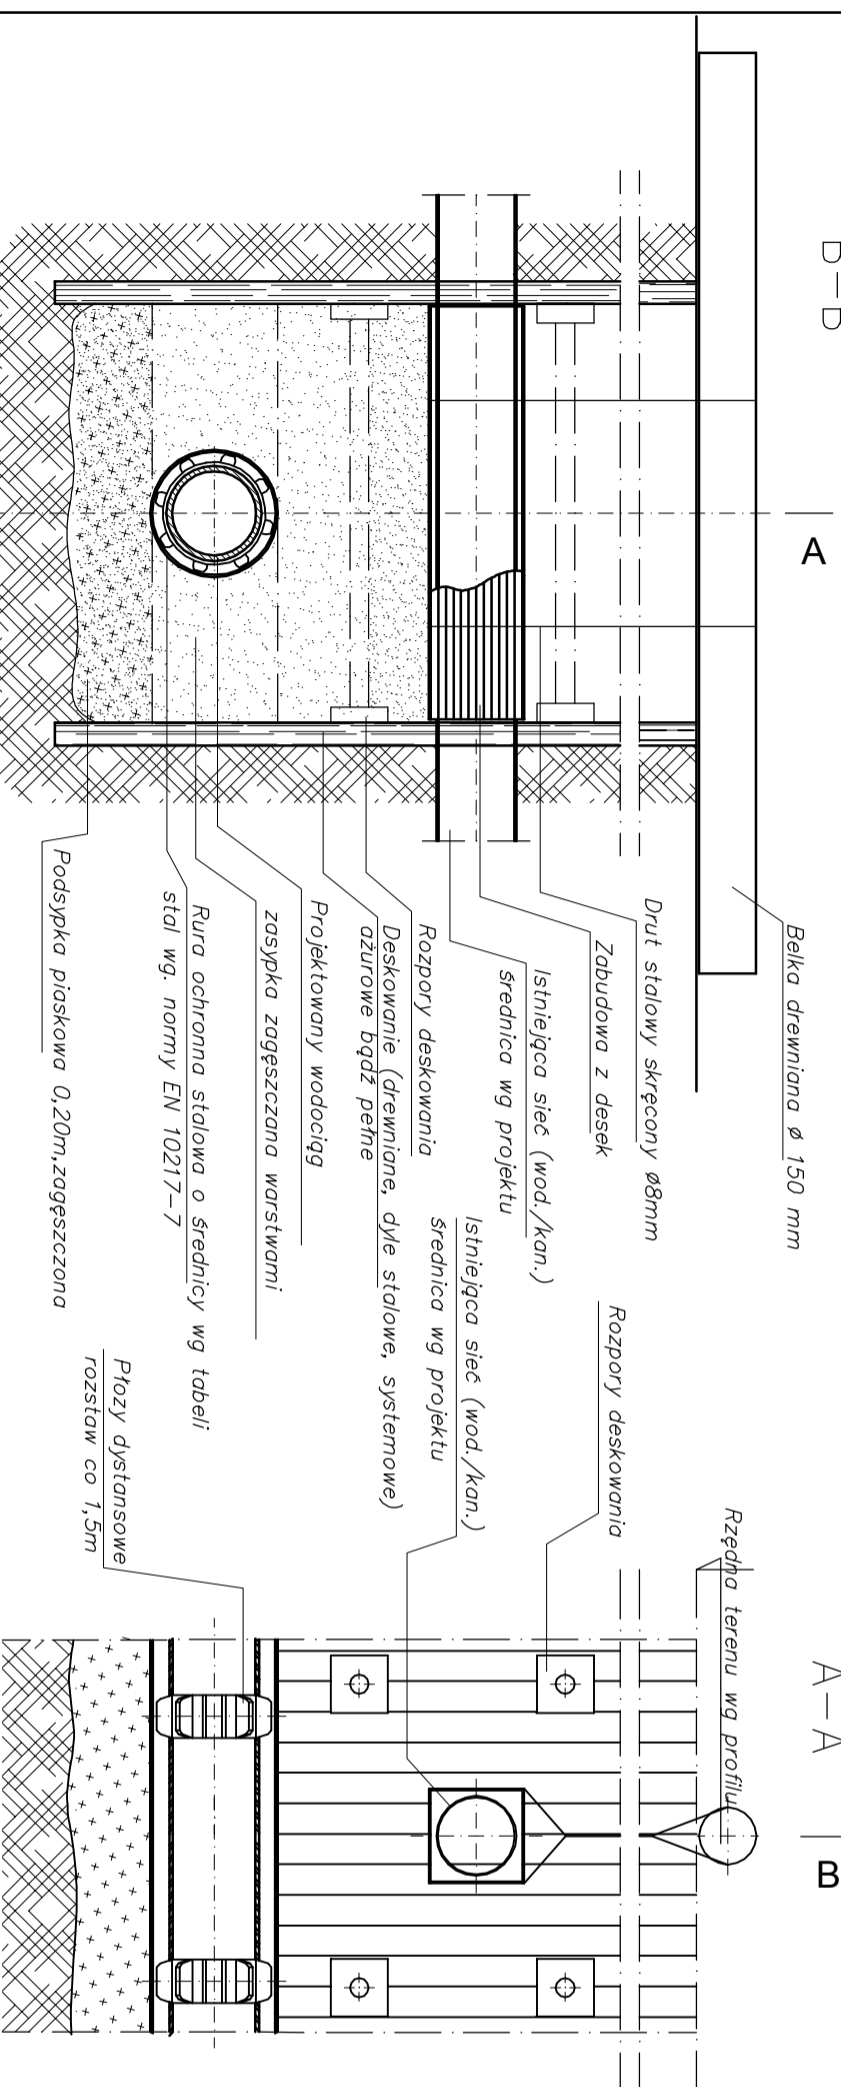 A
B
A–A
Belka drewniana ø 150 mm
Drut stalowy skręcony ø8mm
Zabudowa z desek
Istniejąca sieć (wod./kan.)
średnica wg projektu
Rozpory deskowania
Deskowanie (drewniane, dyle stalowe, systemowe)
ażurowe bądź pełne
Projektowany wodociąg
zasypka zagęszczana warstwami
Rura ochronna stalowa o średnicy wg tabeli
stal wg. normy EN 10217-7
Podsypka piaskowa 0,20m,zagęszczona
Rzędna terenu wg profilu
Rozpory deskowania
Istniejąca sieć (wod./kan.)
średnica wg projektu
Płozy dystansowe
rozstaw co 1,5m